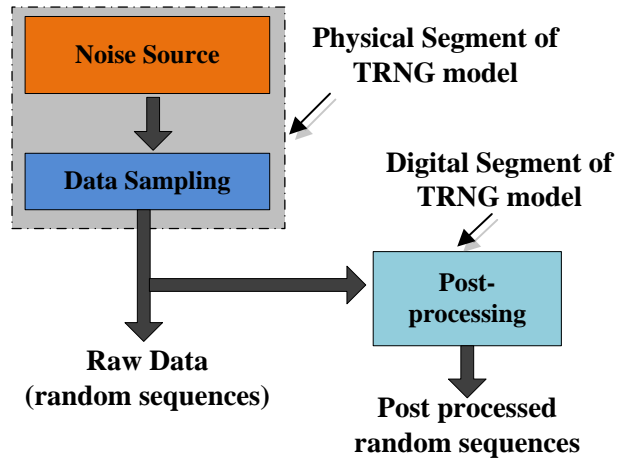 Noise Source
Physical Segment of
TRNG model
Data Sampling
Digital Segment of
TRNG model
Post-
processing
Raw Data
(random sequences)
Post processed
random sequences